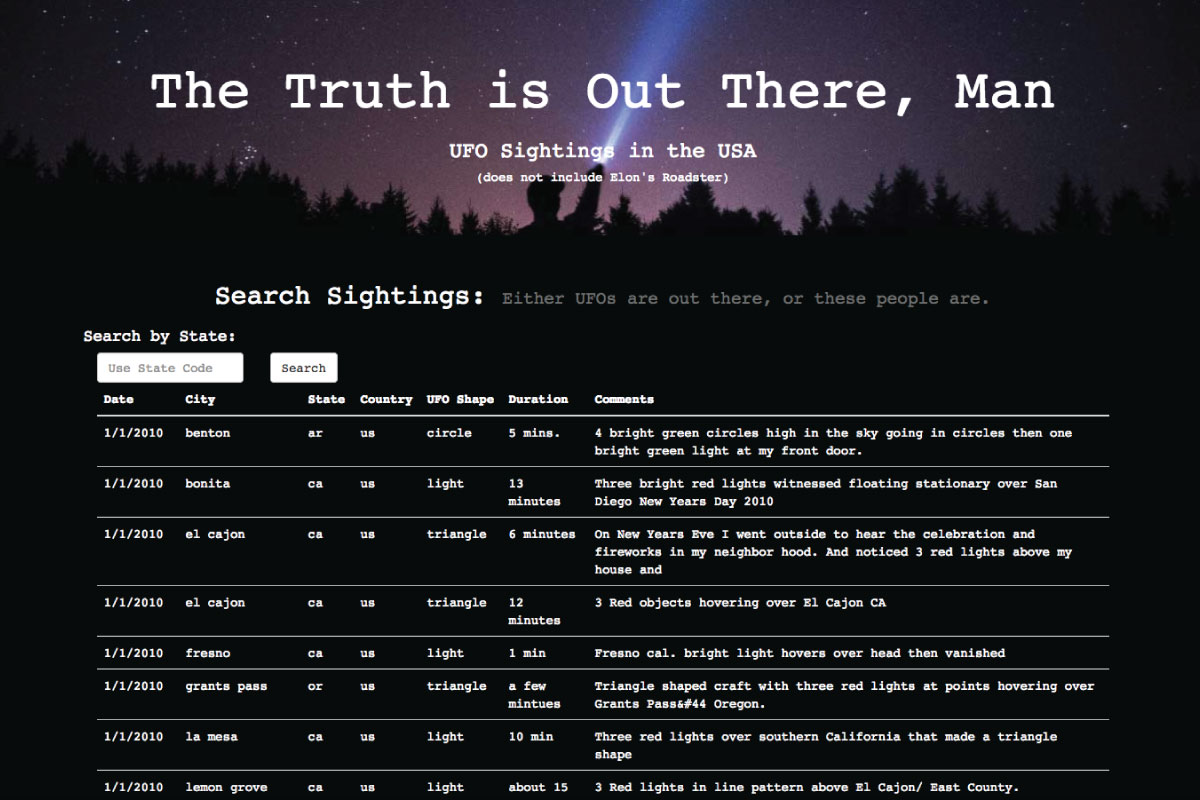 The Truth is Out There, Man
UFO Sightings in the USA
(does not include Elon's Roadster)
Search Sightings: Either UFOs are out there, or these people are.
Search by State:
Use State Code Search
Date City State Country UFO Shape Duration Comments
1/1/2010 benton ar us circle 5 mins. 4 bright green circles high in the sky going in circles then one
bright green light at my front door.
1/1/2010 bonita ca us light 13 Three bright red lights witnessed floating stationary over San
minutes Diego New Years Day 2010
1/1/2010 el cajon ca us triangle 6 minutes On New Years Eve I went outside to hear the celebration and
fireworks in my neighbor hood. And noticed 3 red lights above my
house and
1/1/2010 el cajon ca us triangle 12 3 Red objects hovering over El Cajon CA
minutes
1/1/2010 fresno ca us light 1 min Fresno cal. bright light hovers over head then vanished
1/1/2010 grants pass or us triangle a few Triangle shaped craft with three red lights at points hovering over
mintues Grants Pass&#44 Oregon.
1/1/2010 la mesa ca us light 10 min Three red lights over southern California that made a triangle
shape
1/1/2010 lemon grove ca us light about 15 3 Red lights in line pattern above El Cajon/ East County.